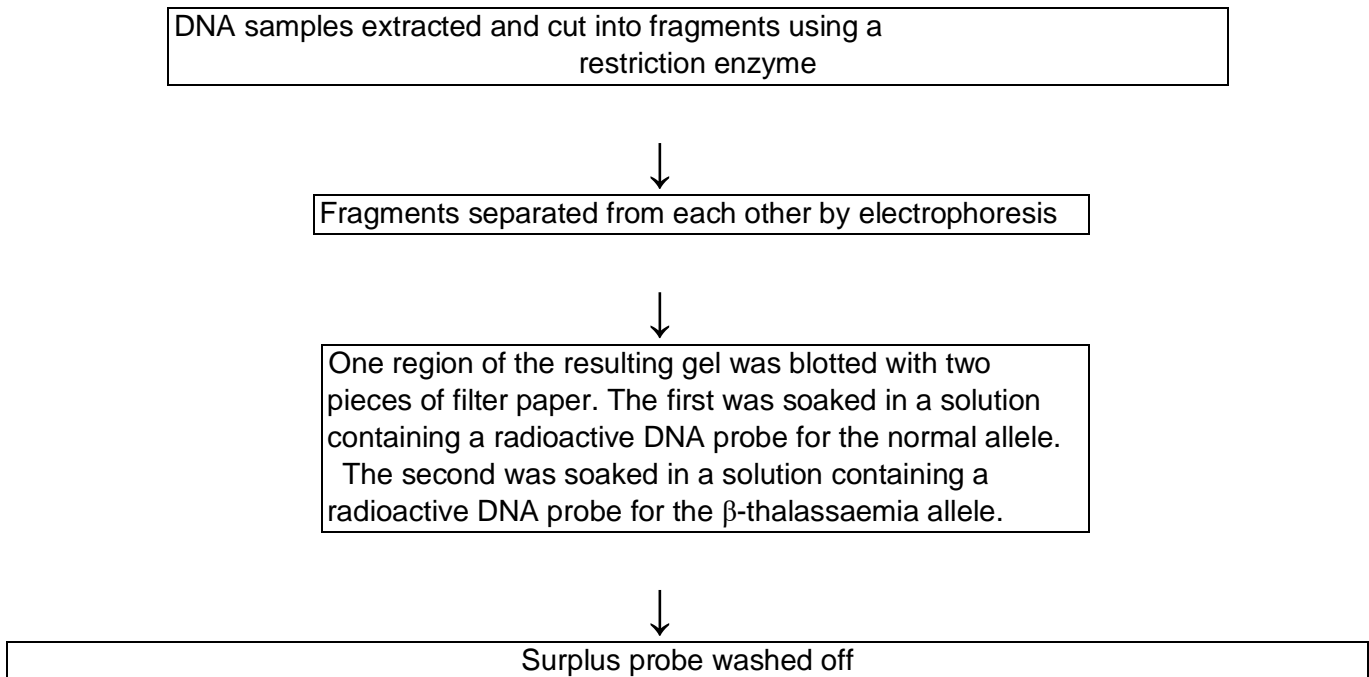 DNA samples extracted and cut into fragments using a
restriction enzyme
↓
Fragments separated from each other by electrophoresis
↓
One region of the resulting gel was blotted with two
pieces of filter paper. The first was soaked in a solution
containing a radioactive DNA probe for the normal allele.
The second was soaked in a solution containing a
radioactive DNA probe for the β-thalassaemia allele.
↓
Surplus probe washed off